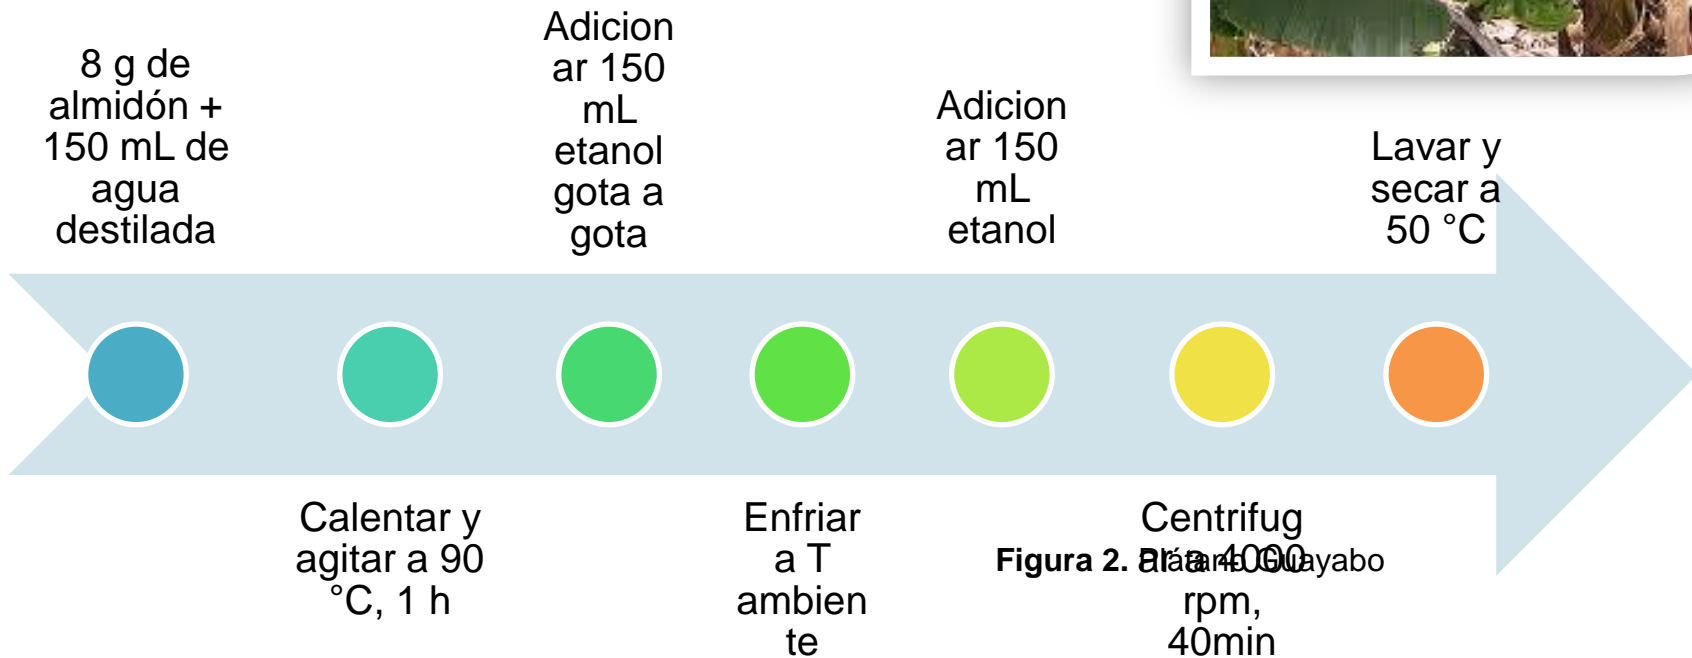 8 g de
almidón +
150 mL de
agua
destilada
Calentar y
agitar a 90
°C, 1 h
Adicion
ar 150
mL
etanol
gota a
gota
Enfriar
a T
ambien
te
Adicion
ar 150
mL
etanol
Centrifug
ar a 4000
rpm,
40min
Lavar y
secar a
50 °C
Figura 2. Plátano Guayabo